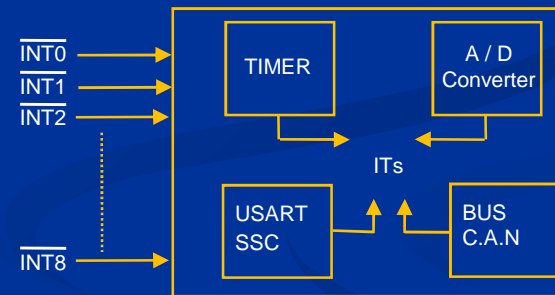 INT0
INT1
INT2
INT8
TIMER
A / D
Converter
ITs
USART
SSC
BUS
C.A.N